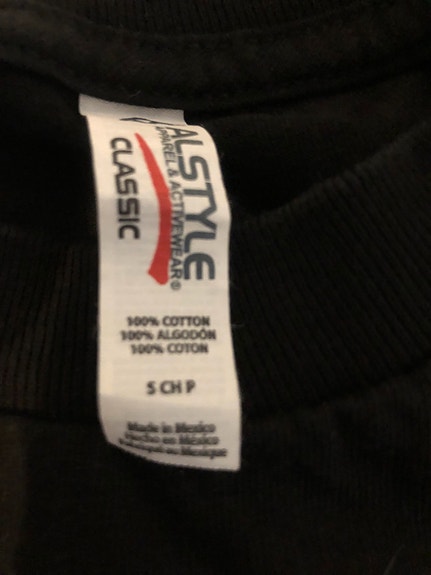 ALSTYLE
APPAREL & ACTIVEWEAR®
CLASSIC
100% COTTON
100% ALGODÓN
100% COTON
S CH P
Made in Mexico
Hecho en México
Fabriqué au Mexique